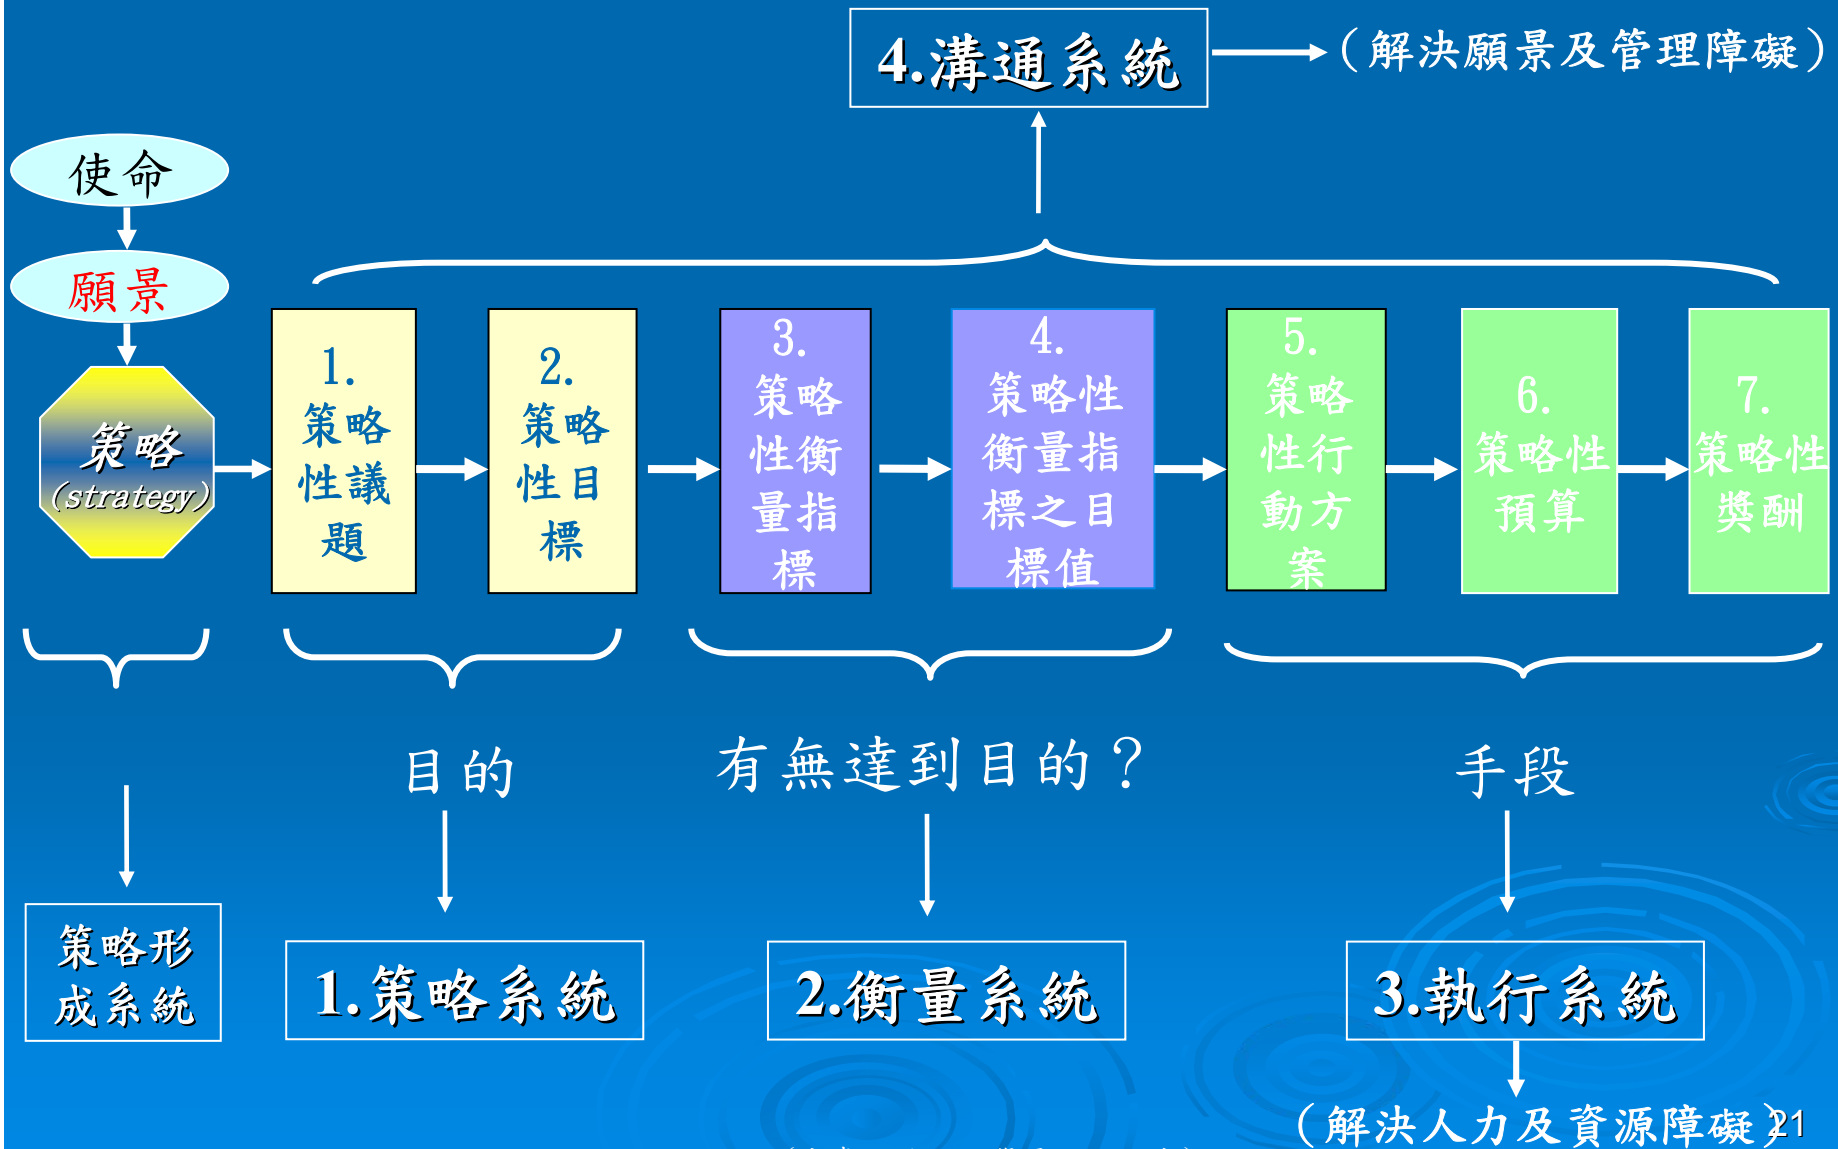 4.溝通系統
（解決願景及管理障礙）
使命
願景
策略
(strategy)
1.
策略
性議
題
2.
策略
性目
標
3.
策略
性衡
量指
標
4.
策略性
衡量指
標之目
標值
5.
策略
性行
動方
案
6.
策略性
預算
7.
策略性
獎酬
目的
有無達到目的？
手段
策略形
成系統
1.策略系統
2.衡量系統
3.執行系統
（解決人力及資源障礙）
21